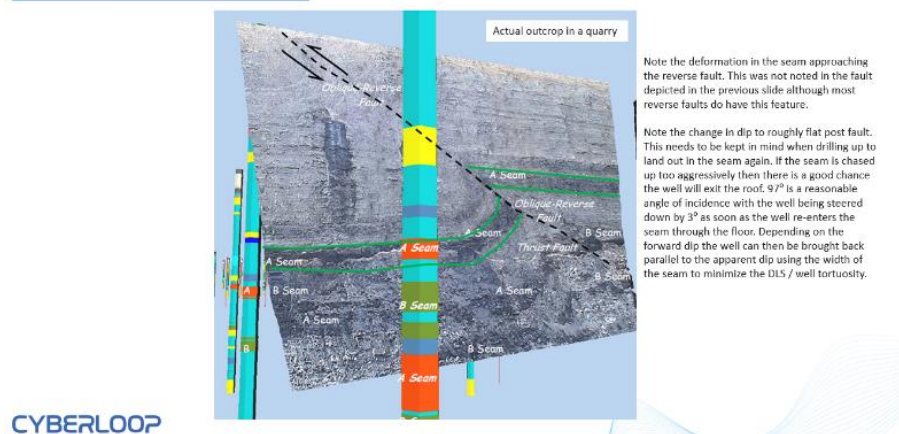 Actual outcrop in a quarry
Note the deformation in the seam approaching
the reverse fault. This was not noted in the fault
depicted in the previous slide although most
reverse faults do have this feature.
Note the change in dip to roughly flat post fault.
This needs to be kept in mind when drilling up to
land out in the seam again. If the seam is chased
up too aggressively then there is a good chance
the well will exit the roof. 97° is a reasonable
angle of incidence with the well being steered
down by 3° as soon as the well re-enters the
seam through the floor. Depending on the
forward dip the well can then be brought back
parallel to the apparent dip using the width of
the seam to minimize the DLS / well tortuosity.
Oblique-Reverse
Fault
A Seam
Oblique-Reverse
Fault
A Seam
B Seam
A Seam
Thrust Fault
A Seam
B Seam
A
B Seam
A Seam
B Seam
A Seam
B
B Seam
A Seam
CYBERLOOP